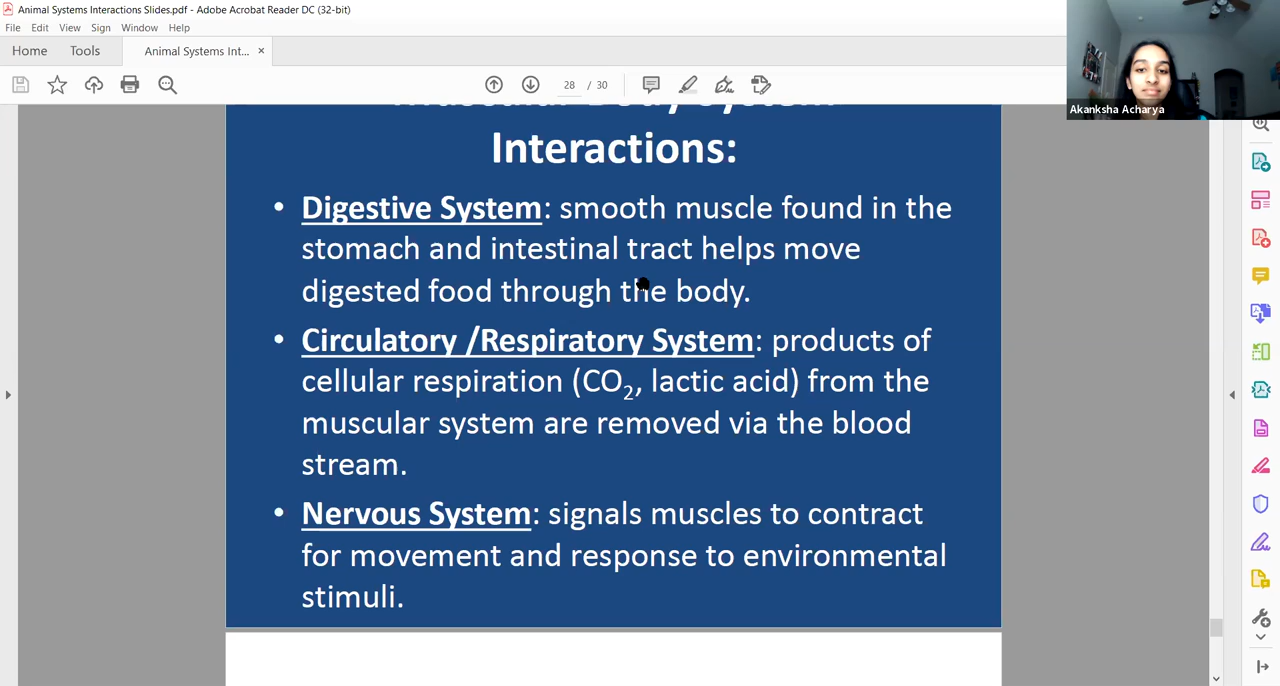 Animal Systems Interactions Slides.pdf - Adobe Acrobat Reader DC (32-bit)
File Edit View Sign Window Help
Home Tools Animal Systems Int... ×
28 / 30
Akanksha Acharya
Muscular Body System
Interactions:
• Digestive System: smooth muscle found in the
stomach and intestinal tract helps move
digested food through the body.
• Circulatory /Respiratory System: products of
cellular respiration (CO₂, lactic acid) from the
muscular system are removed via the blood
stream.
• Nervous System: signals muscles to contract
for movement and response to environmental
stimuli.